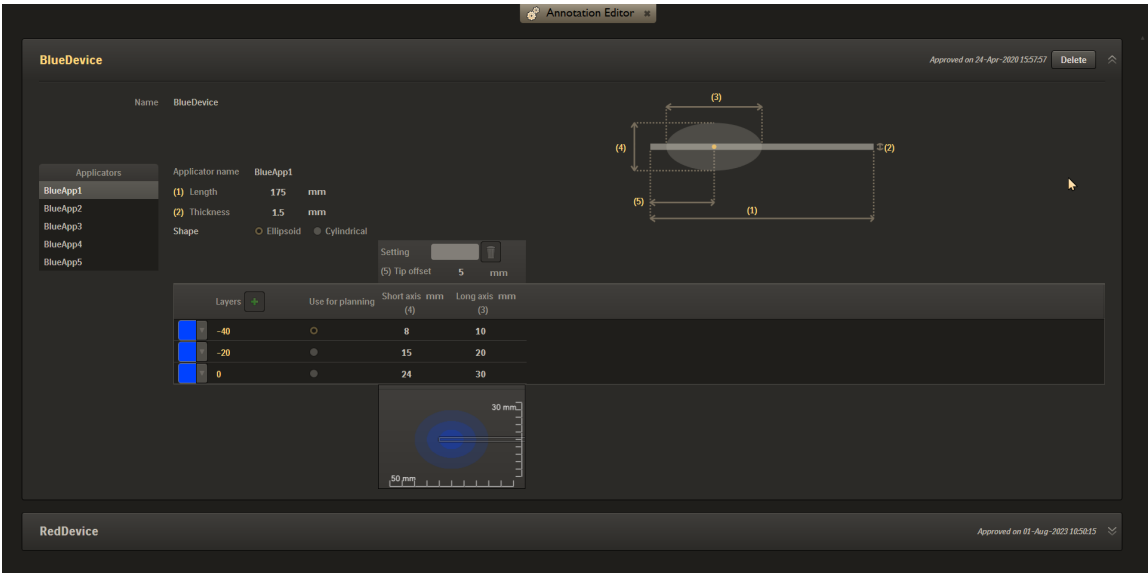 Annotation Editor
BlueDevice
Approved on 24-Apr-2020 15:57:57
Delete
Name BlueDevice
(3)
(4)
(2)
(5)
(1)
Applicators
BlueApp1
BlueApp2
BlueApp3
BlueApp4
BlueApp5
Applicator name BlueApp1
(1) Length 175 mm
(2) Thickness 1.5 mm
Shape Ellipsoid Cylindrical
Setting
(5) Tip offset 5 mm
Layers + Use for planning Short axis mm (4) Long axis mm (3)
-40 8 10
-20 15 20
0 24 30
30 mm
50 mm
RedDevice
Approved on 01-Aug-2023 10:50:15